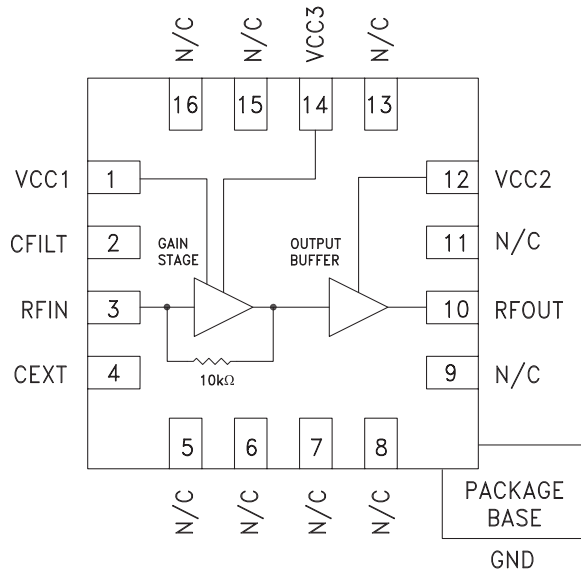 N/C
N/C
VCC3
N/C
16
15
14
13
VCC1
1
12
VCC2
CFILT
2
GAIN
STAGE
OUTPUT
BUFFER
11
N/C
RFIN
3
10
RFOUT
CEXT
4
10kΩ
9
N/C
5
6
7
8
N/C
N/C
N/C
N/C
PACKAGE
BASE
GND